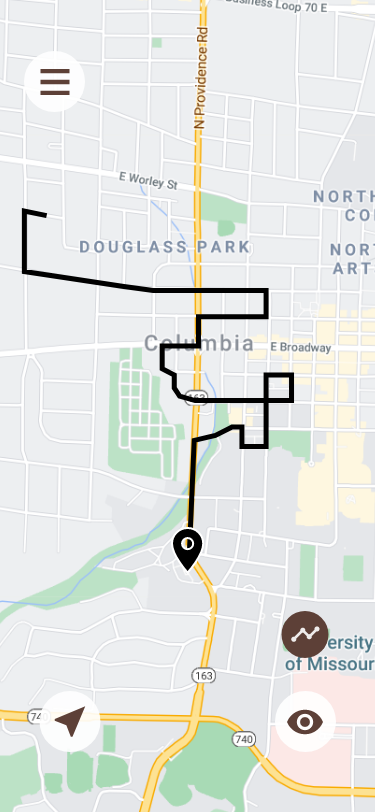 Business Loop 70 E
N Providence Rd
E Worley St
NORTH
CO
DOUGLASS PARK
NORT
ART
Columbia
E Broadway
163
ersity
of Missour
163
740
740